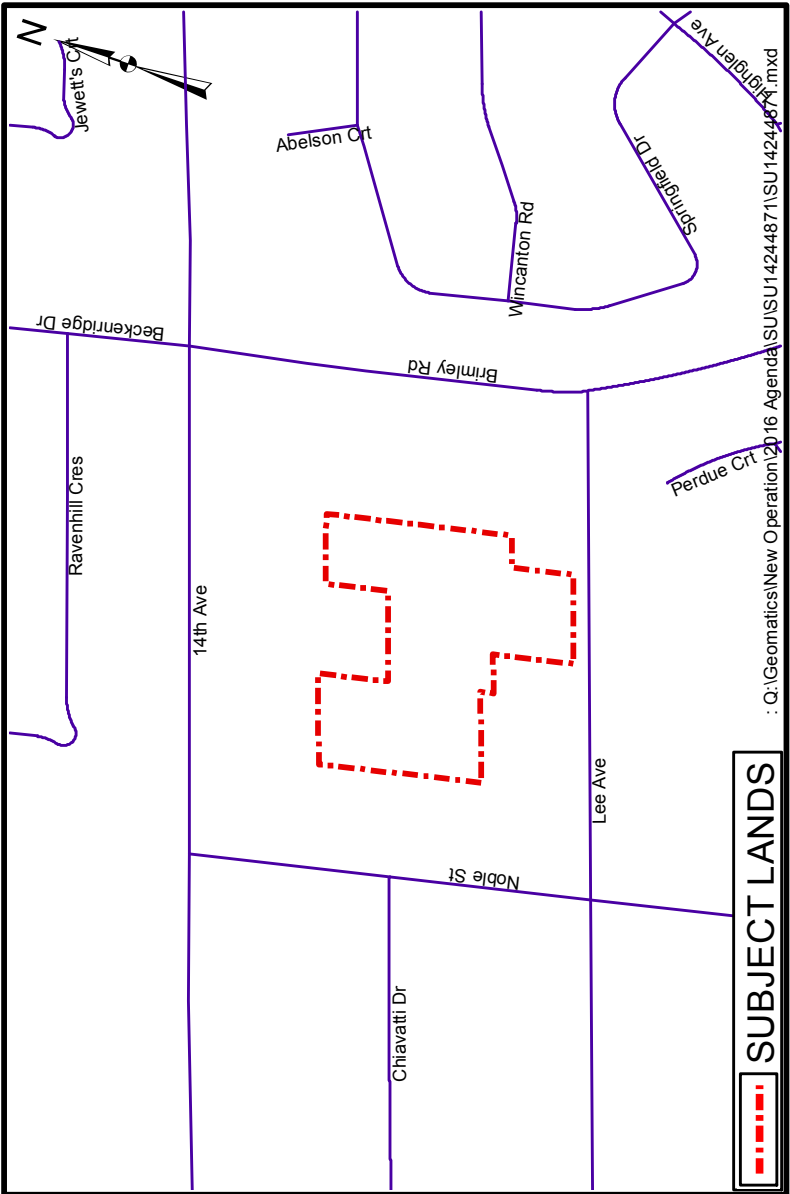 N
Jewett's Crt
Abelson Crt
Highglen Ave
Springfield Dr
Wincanton Rd
Beckenridge Dr
Brimley Rd
Ravenhill Cres
14th Ave
Perdue Crt
Lee Ave
Noble St
Chiavatti Dr
SUBJECT LANDS
: Q:\Geomatics\New Operation\2016 Agenda\SU\SU14244871\SU14244871.mxd